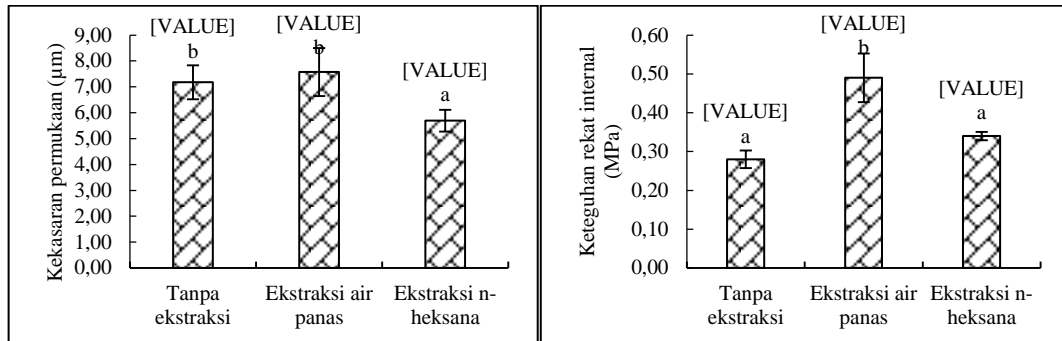 Kekasaran permukaan (µm)
9,00
8,00
7,00
6,00
5,00
4,00
3,00
2,00
1,00
0,00
[VALUE]
b
[VALUE]
b
[VALUE]
a
Tanpa
ekstraksi
Ekstraksi air
panas
Ekstraksi n-
heksana
Keteguhan rekat internal
(MPa)
0,60
0,50
0,40
0,30
0,20
0,10
0,00
[VALUE]
a
[VALUE]
b
[VALUE]
a
Tanpa
ekstraksi
Ekstraksi air
panas
Ekstraksi n-
heksana